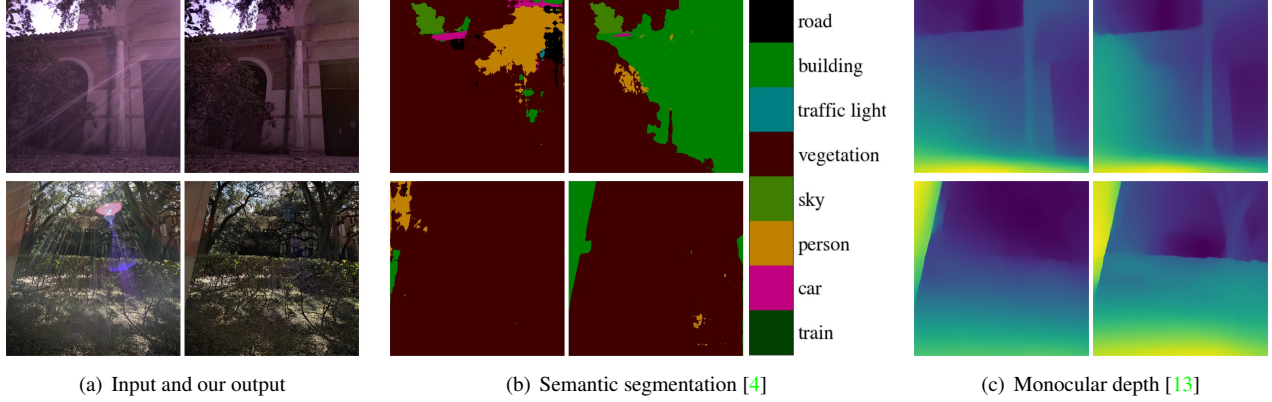 road
building
traffic light
vegetation
sky
person
car
train
(a) Input and our output
(b) Semantic segmentation [4]
(c) Monocular depth [13]